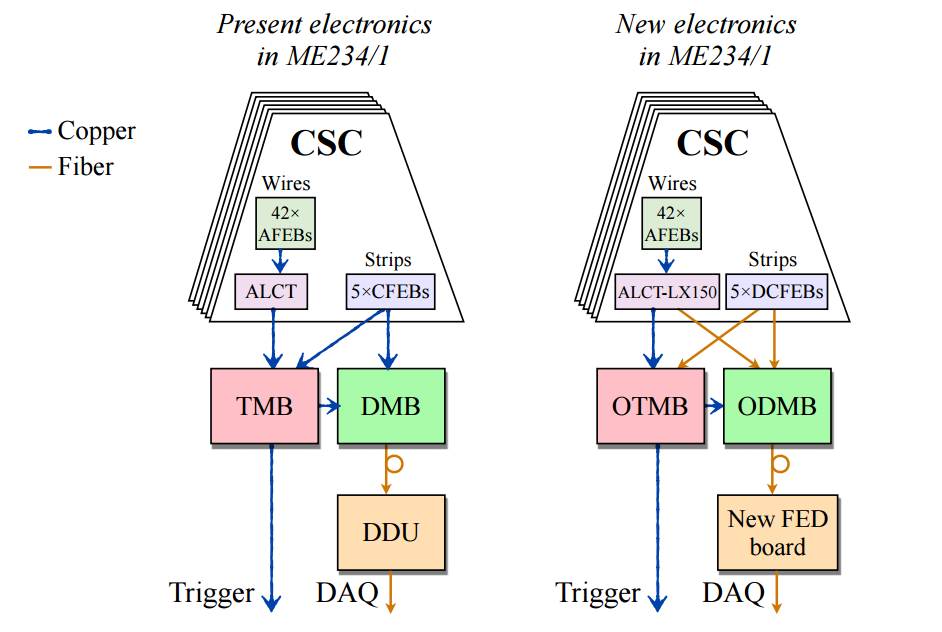 Present electronics
in ME234/1
New electronics
in ME234/1
Copper
Fiber
CSC
Wires
42×
AFEBs
Strips
ALCT
5×CFEBs
TMB
DMB
DDU
Trigger
DAQ
CSC
Wires
42×
AFEBs
Strips
ALCT-LX150
5×DCFEBs
OTMB
ODMB
New FED
board
Trigger
DAQ